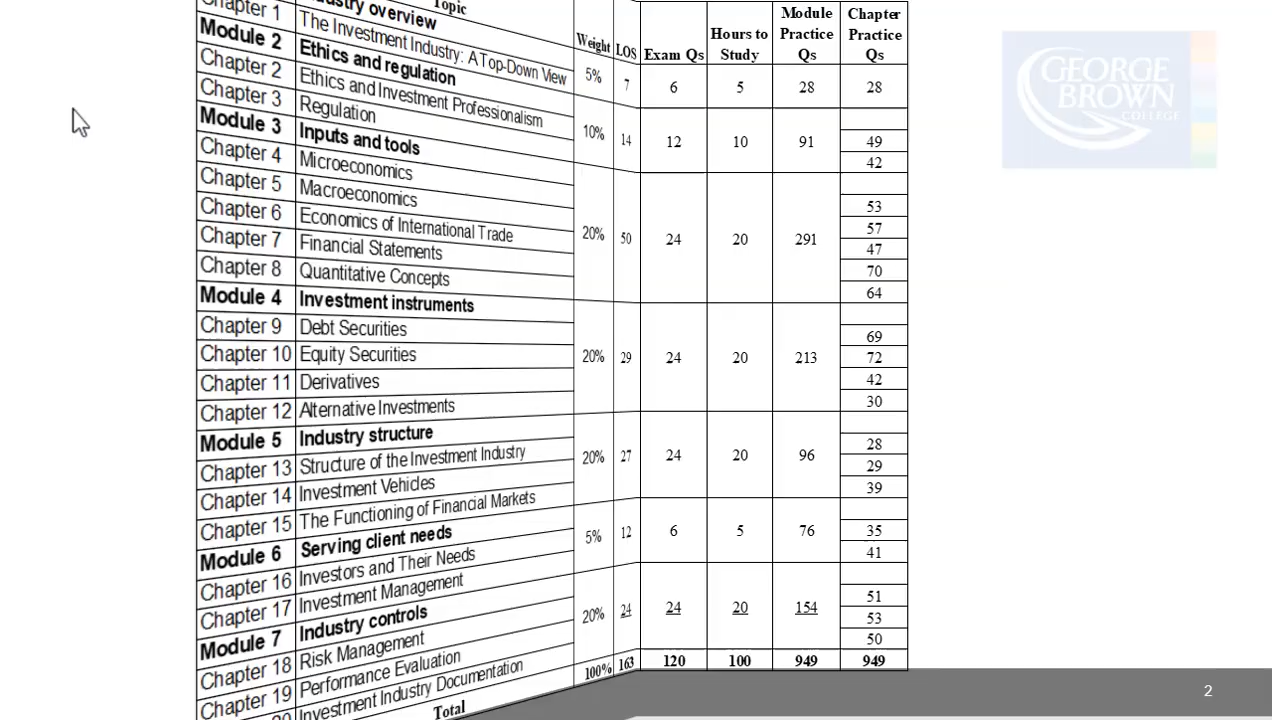 Topic
Weight LOS Exam Qs Hours to Study Module Practice Qs Chapter Practice Qs
overview
Chapter 1 The Investment Industry: A Top-Down View 5% 7 6 5 28 28
Module 2 Ethics and regulation 10% 14 12 10 91
Chapter 2 Ethics and Investment Professionalism 49
Chapter 3 Regulation 42
Module 3 Inputs and tools 20% 50 24 20 291
Chapter 4 Microeconomics 53
Chapter 5 Macroeconomics 57
Chapter 6 Economics of International Trade 47
Chapter 7 Financial Statements 70
Chapter 8 Quantitative Concepts 64
Module 4 Investment instruments 20% 29 24 20 213
Chapter 9 Debt Securities 69
Chapter 10 Equity Securities 72
Chapter 11 Derivatives 42
Chapter 12 Alternative Investments 30
Module 5 Industry structure 20% 27 24 20 96
Chapter 13 Structure of the Investment Industry 28
Chapter 14 Investment Vehicles 29
Chapter 15 The Functioning of Financial Markets 39
Module 6 Serving client needs 5% 12 6 5 76
Chapter 16 Investors and Their Needs 35
Chapter 17 Investment Management 41
Module 7 Industry controls 20% 24 24 20 154
Chapter 18 Risk Management 51
Chapter 19 Performance Evaluation 53
Investment Industry Documentation 50
Total 100% 163 120 100 949 949
GEORGE
BROWN
COLLEGE
2